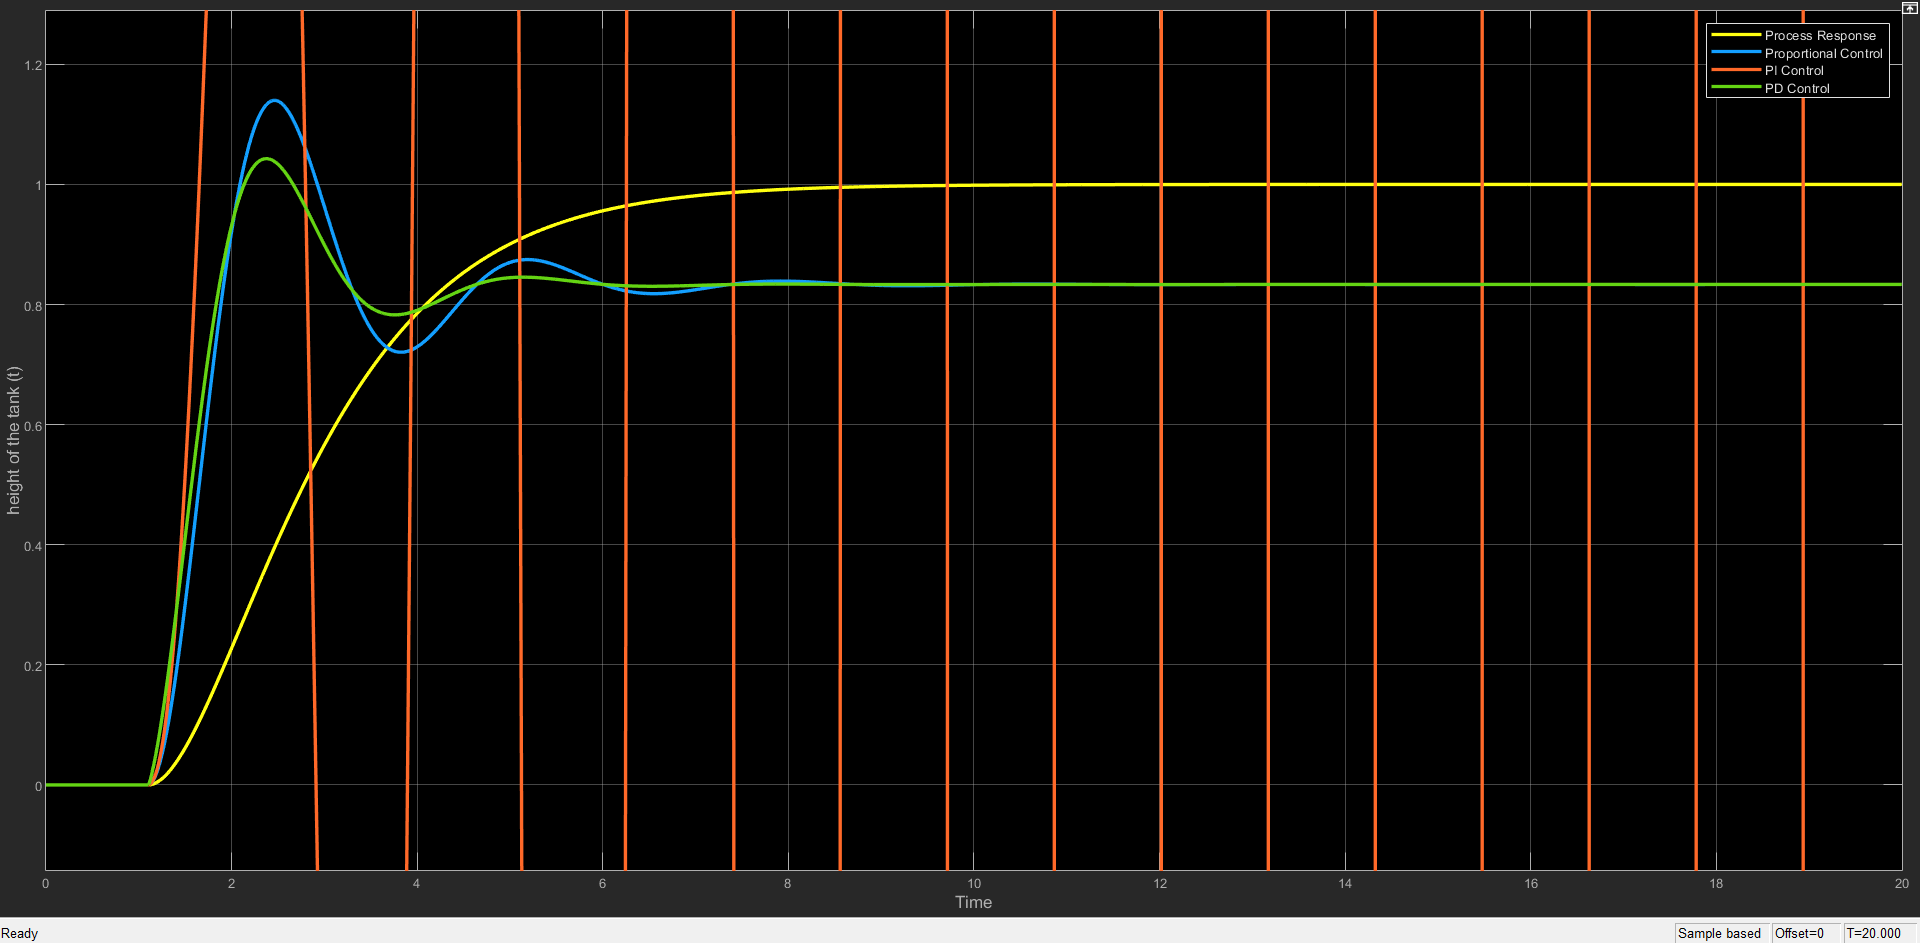 Process Response
Proportional Control
PI Control
PD Control
1.2
1
0.8
0.6
0.4
0.2
0
height of the tank (t)
0 2 4 6 8 10 12 14 16 18 20
Time
Ready Sample based Offset=0 T=20.000